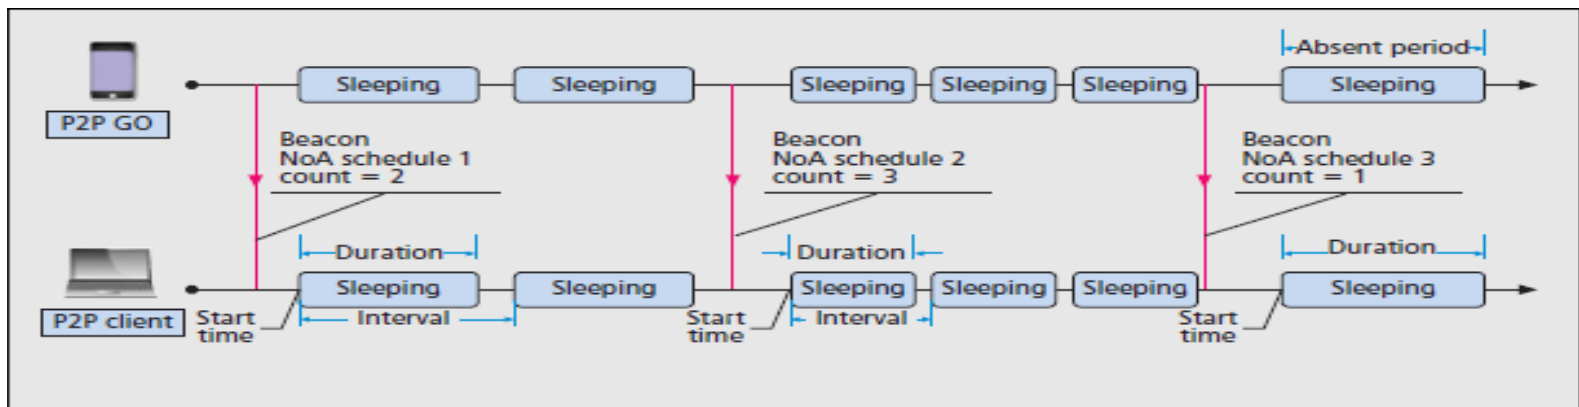 Absent period
Sleeping Sleeping Sleeping Sleeping Sleeping Sleeping
P2P GO
Beacon
NoA schedule 1
count = 2
Beacon
NoA schedule 2
count = 3
Beacon
NoA schedule 3
count = 1
Duration Duration Duration
Sleeping Sleeping Sleeping Sleeping Sleeping Sleeping
P2P client
Start
time
Interval
Start
time
Interval
Start
time